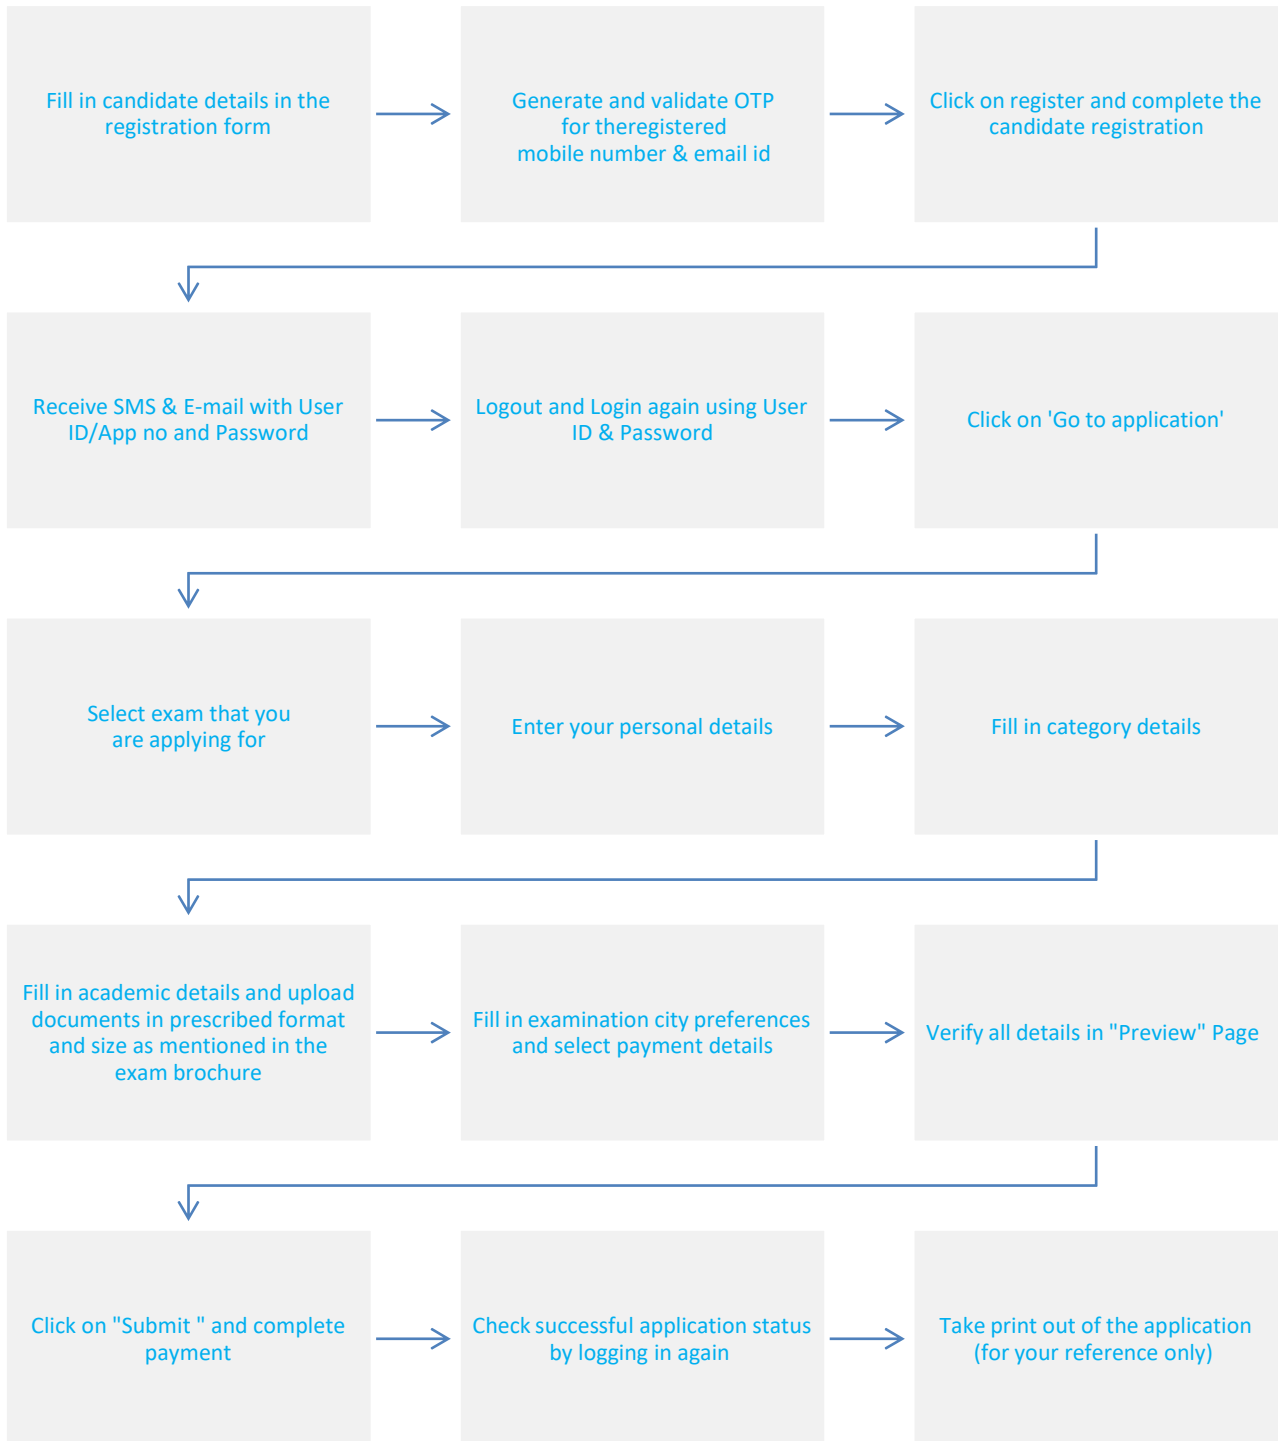 Fill in candidate details in the
registration form
Generate and validate OTP
for theregistered
mobile number & email id
Click on register and complete the
candidate registration
Receive SMS & E-mail with User
ID/App no and Password
Logout and Login again using User
ID & Password
Click on 'Go to application'
Select exam that you
are applying for
Enter your personal details
Fill in category details
Fill in academic details and upload
documents in prescribed format
and size as mentioned in the
exam brochure
Fill in examination city preferences
and select payment details
Verify all details in "Preview" Page
Click on "Submit " and complete
payment
Check successful application status
by logging in again
Take print out of the application
(for your reference only)